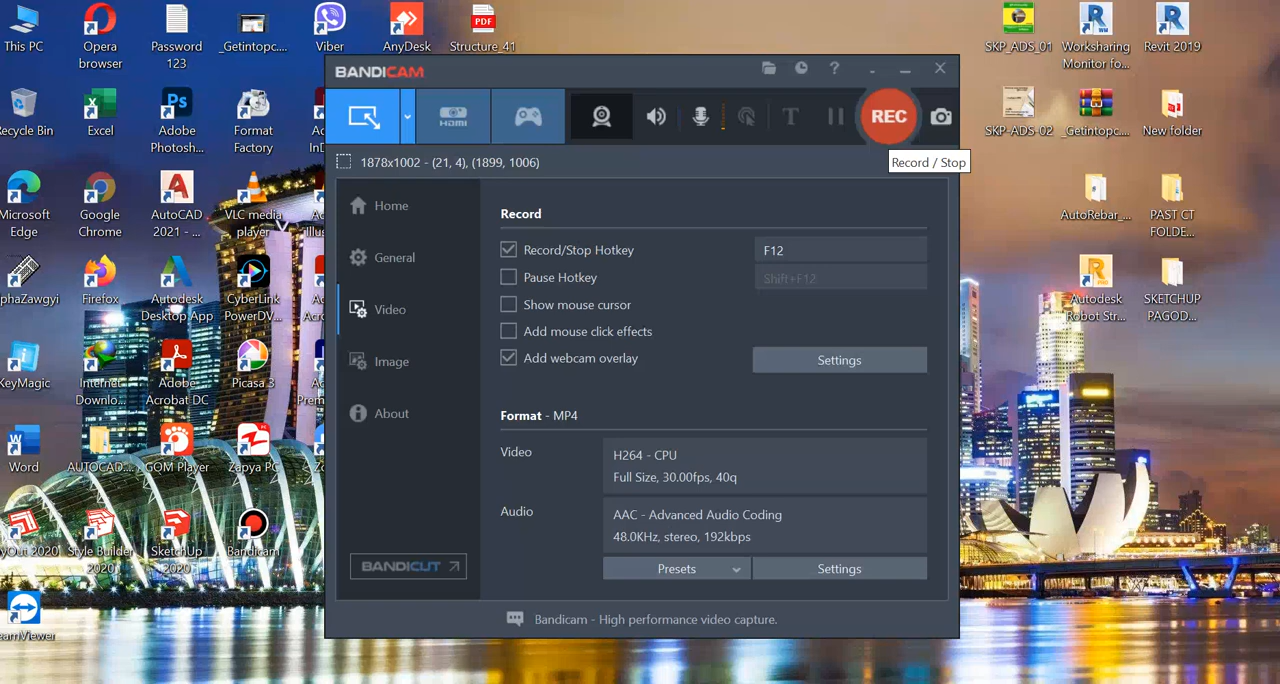 This PC
Opera
browser
Password
123
_Getintopc....
Viber
AnyDesk
PDF
Structure_41
SKP_ADS_01
Worksharing
Monitor fo...
Revit 2019
BANDICAM
HDMI
REC
Record / Stop
1878x1002 - (21, 4), (1899, 1006)
ecycle Bin
Excel
Adobe
Photosh...
Format
Factory
SKP-ADS-02
_Getintopc....
New folder
Home
General
Video
Image
About
Record
Record/Stop Hotkey
F12
Pause Hotkey
Shift+F12
Show mouse cursor
Add mouse click effects
Add webcam overlay
Settings
Format - MP4
Video
H264 - CPU
Full Size, 30.00fps, 40q
Audio
AAC - Advanced Audio Coding
48.0KHz, stereo, 192kbps
Presets
Settings
BANDICUT
Bandicam - High performance video capture.
Microsoft
Edge
Google
Chrome
AutoCAD
2021 - ...
VLC media
player
AutoRebar_...
PAST CT
FOLDE...
phaZawgyi
Firefox
Autodesk
Desktop App
CyberLink
PowerDV...
Autodesk
Robot Str...
SKETCHUP
PAGOD...
KeyMagic
Internet
Downlo...
Adobe
Acrobat DC
Picasa 3
Word
AUTOCAD....
GOM Player
Zapya PC
yOut 2020
Style Builder
2020
SketchUp
2020
Bandicam
eamViewer